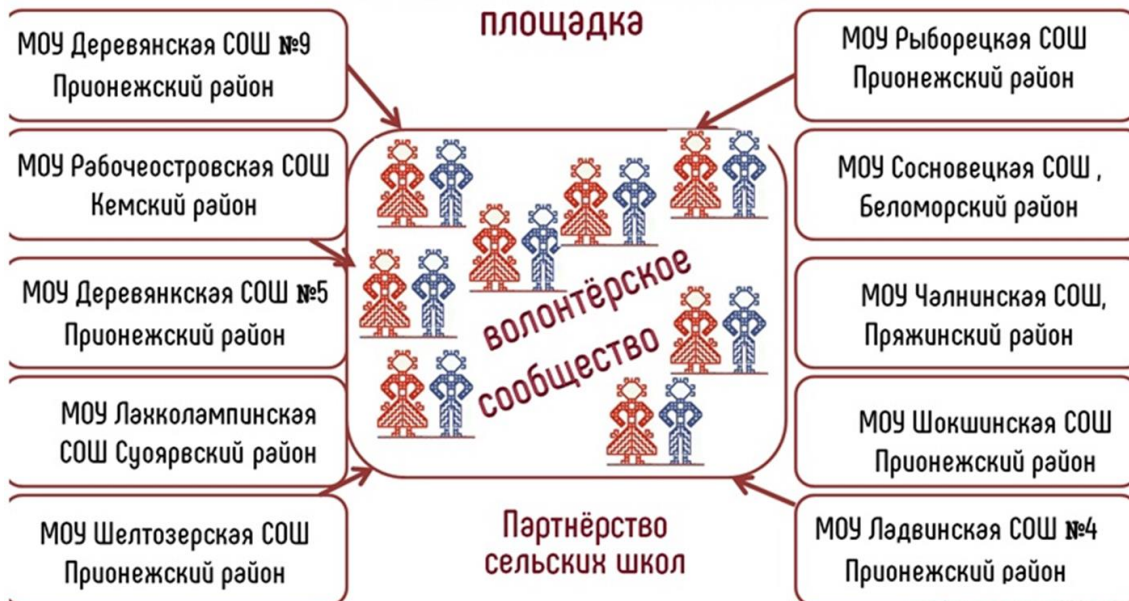 площадка
МОУ Деревянская СОШ №9
Прионежский район
МОУ Рабочеостровская СОШ
Кемский район
МОУ Деревянкская СОШ №5
Прионежский район
МОУ Лахколампинская
СОШ Суоярвский район
МОУ Шелтозерская СОШ
Прионежский район
волонтёрское
сообщество
Партнёрство
сельских школ
МОУ Рыборецкая СОШ
Прионежский район
МОУ Сосновецкая СОШ ,
Беломорский район
МОУ Чалнинская СОШ,
Пряжинский район
МОУ Шокшинская СОШ
Прионежский район
МОУ Ладвинская СОШ №4
Прионежский район